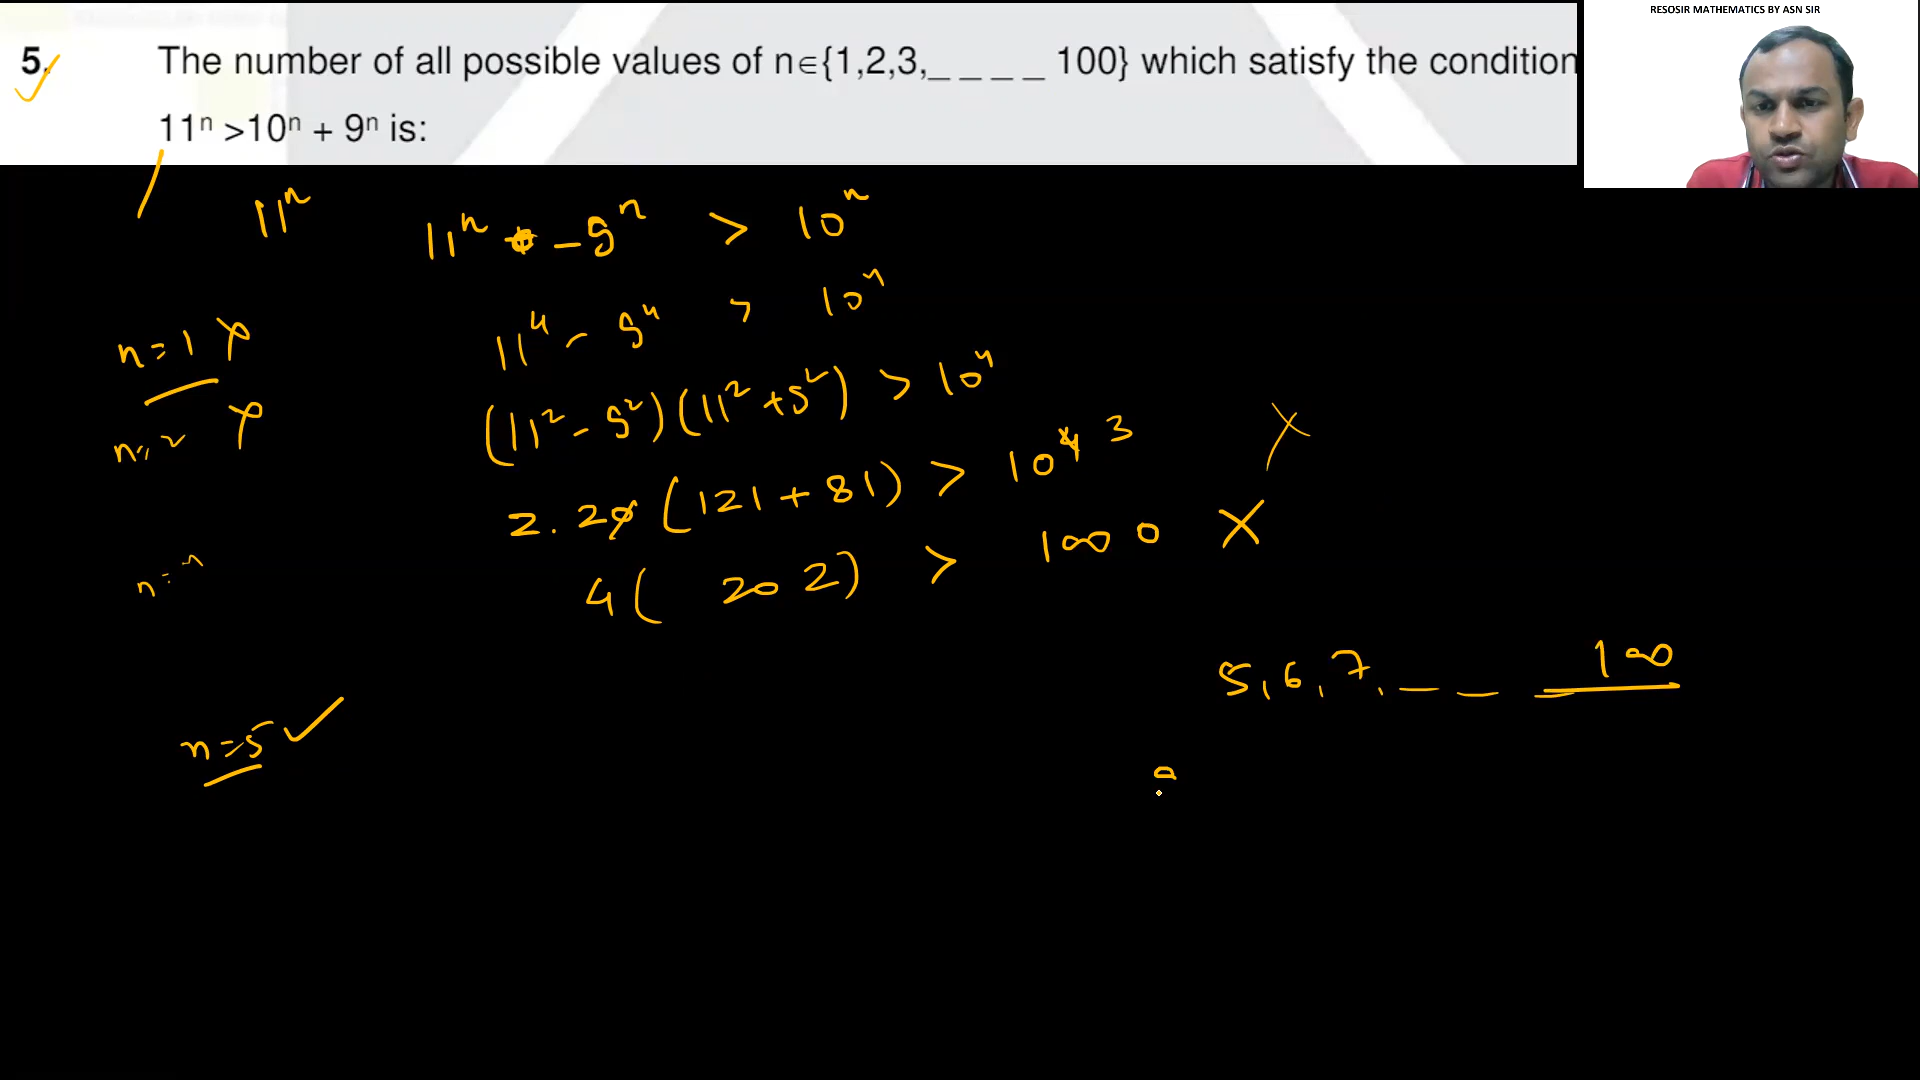 RESOSIR MATHEMATICS BY ASN SIR
5. The number of all possible values of n∈{1,2,3,_ _ _ _ 100} which satisfy the condition
11ⁿ >10ⁿ + 9ⁿ is:
11ⁿ
11ⁿ - 9ⁿ > 10ⁿ
11⁴ - 9⁴ > 10⁴
n=1 ×
(11² - 9²)(11² + 9²) > 10⁴
n=2 ×
2.20 (121 + 81) > 10⁴ 3 ×
4( 202) > 1000 ×
n=4
5, 6, 7, _ _ _ 100
n=5 ✓